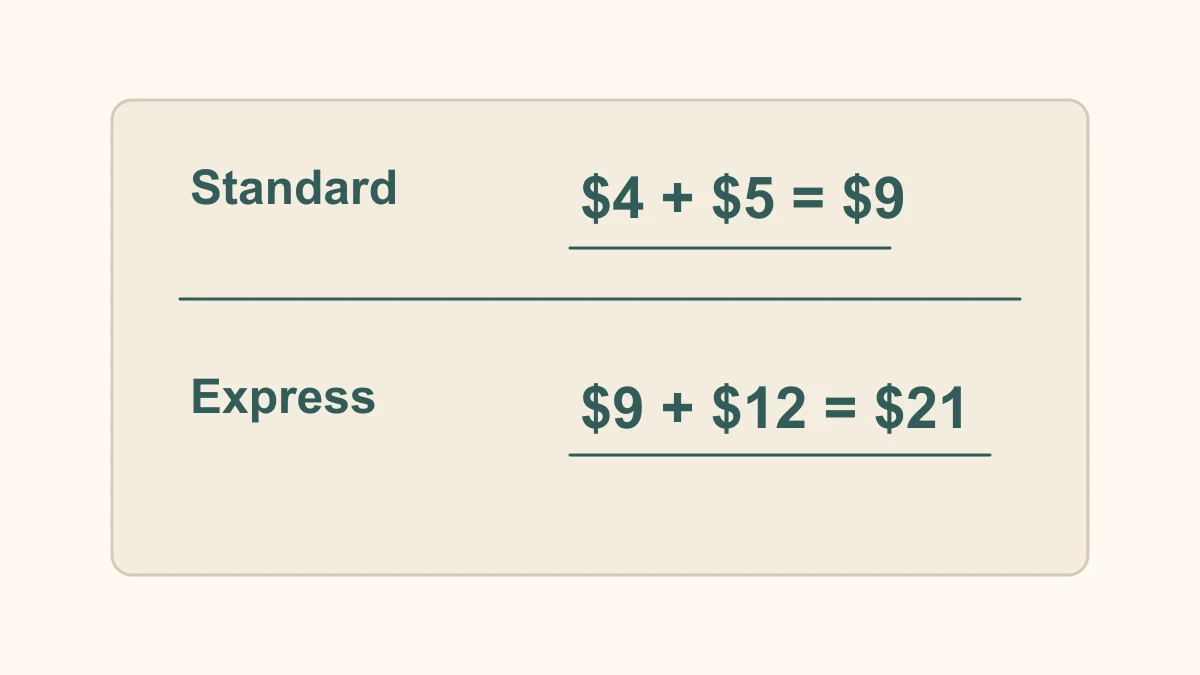 Standard
$4 + $5 = $9
Express
$9 + $12 = $21